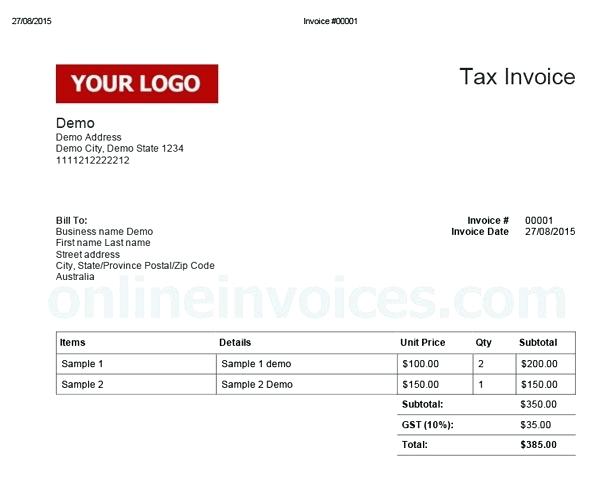 27/08/2015 Invoice #00001
YOUR LOGO
Tax Invoice
Demo
Demo Address
Demo City, Demo State 1234
1111212222212
Bill To:
Business name Demo
First name Last name
Street address
City, State/Province Postal/Zip Code
Australia
Invoice # 00001
Invoice Date 27/08/2015
onlineinvoices.com
Items Details Unit Price Qty Subtotal
Sample 1 Sample 1 demo $100.00 2 $200.00
Sample 2 Sample 2 Demo $150.00 1 $150.00
Subtotal: $350.00
GST (10%): $35.00
Total: $385.00